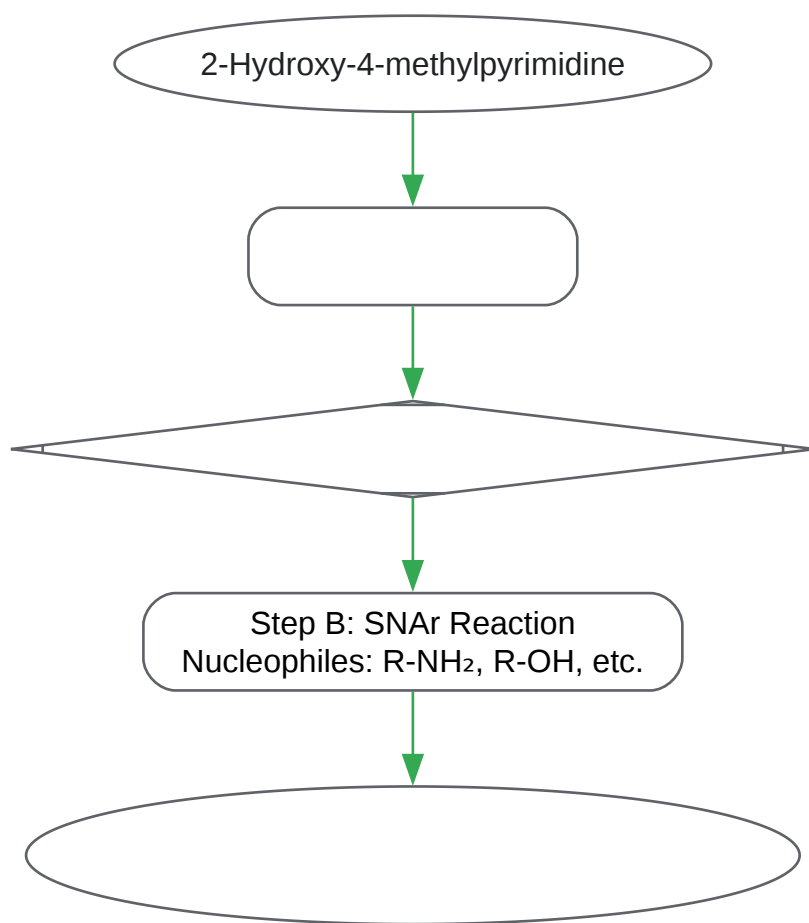 2-Hydroxy-4-methylpyrimidine
Step B: SNAr Reaction
Nucleophiles: R-NH₂, R-OH, etc.